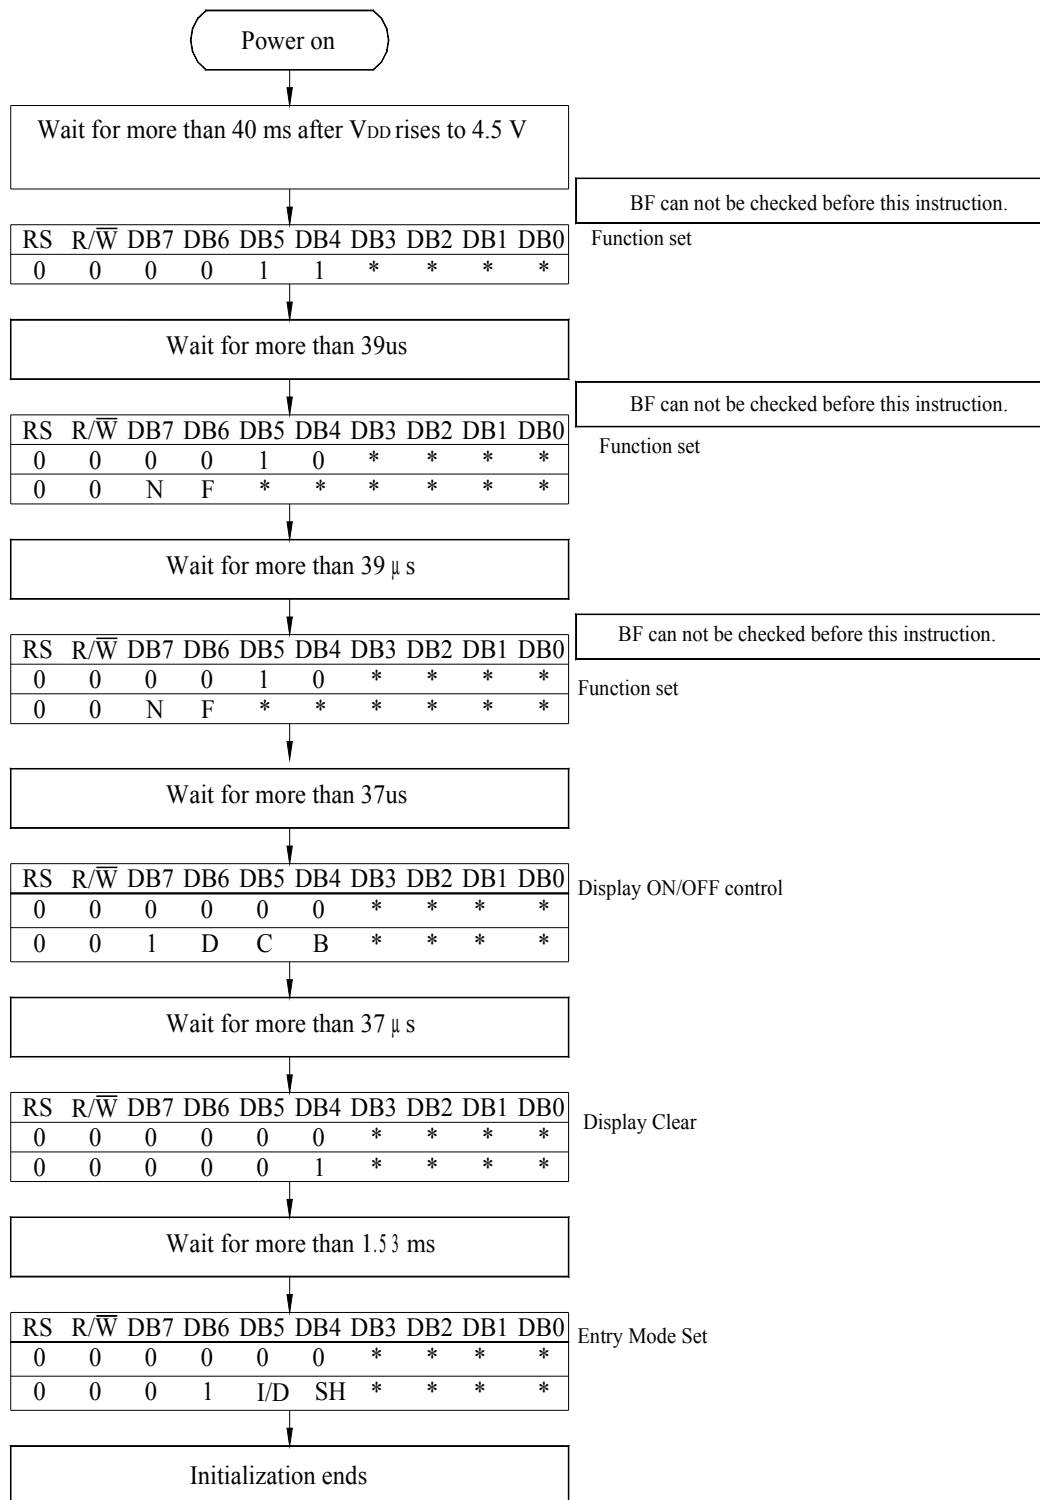 Power on
Wait for more than 40 ms after VDD rises to 4.5 V
BF can not be checked before this instruction.
RS R/W̅ DB7 DB6 DB5 DB4 DB3 DB2 DB1 DB0
Function set
0 0 0 0 1 1 * * * *
Wait for more than 39us
BF can not be checked before this instruction.
RS R/W̅ DB7 DB6 DB5 DB4 DB3 DB2 DB1 DB0
Function set
0 0 0 0 1 0 * * * *
0 0 N F * * * * * *
Wait for more than 39 μ s
BF can not be checked before this instruction.
RS R/W̅ DB7 DB6 DB5 DB4 DB3 DB2 DB1 DB0
0 0 0 0 1 0 * * * *
Function set
0 0 N F * * * * * *
Wait for more than 37us
RS R/W̅ DB7 DB6 DB5 DB4 DB3 DB2 DB1 DB0
Display ON/OFF control
0 0 0 0 0 0 * * * *
0 0 1 D C B * * * *
Wait for more than 37 μ s
RS R/W̅ DB7 DB6 DB5 DB4 DB3 DB2 DB1 DB0
Display Clear
0 0 0 0 0 0 * * * *
0 0 0 0 0 1 * * * *
Wait for more than 1.53 ms
RS R/W̅ DB7 DB6 DB5 DB4 DB3 DB2 DB1 DB0
Entry Mode Set
0 0 0 0 0 0 * * * *
0 0 0 1 I/D SH * * * *
Initialization ends